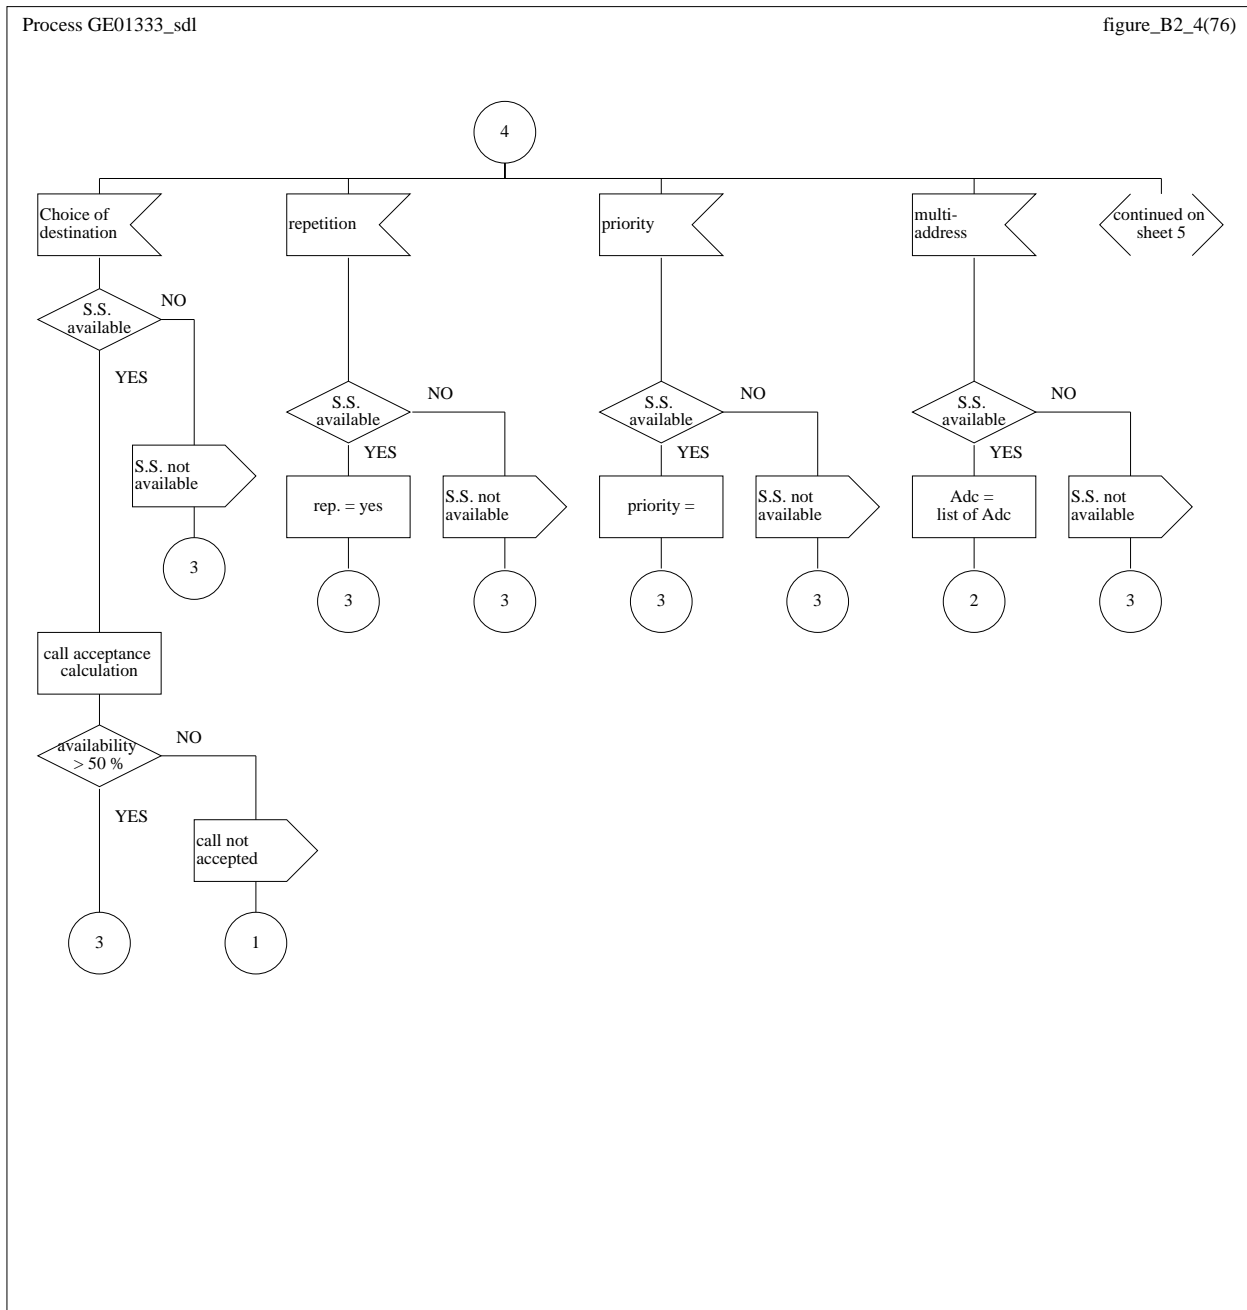 Process GE01333_sdl
figure_B2_4(76)
4
Choice of
destination
repetition
priority
multi-
address
continued on
sheet 5
S.S.
available
NO
YES
S.S. not
available
3
S.S.
available
NO
YES
rep. = yes
S.S. not
available
3
3
S.S.
available
NO
YES
priority =
S.S. not
available
3
3
S.S.
available
NO
YES
Adc =
list of Adc
S.S. not
available
2
3
call acceptance
calculation
availability
> 50 %
NO
YES
call not
accepted
3
1